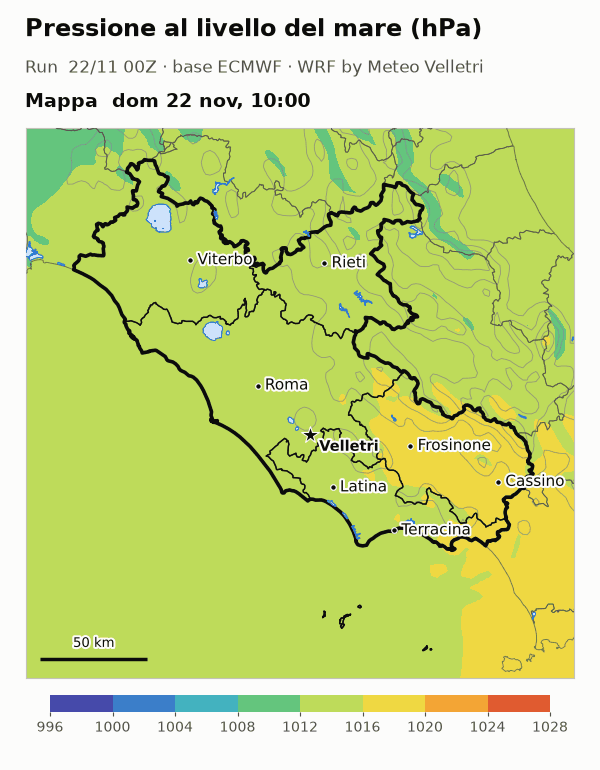 Pressione al livello del mare (hPa)
Run  22/11 00Z · base ECMWF · WRF by Meteo Velletri
Mappa  dom 22 nov, 10:00
Viterbo
Rieti
Roma
Velletri
Frosinone
Cassino
Latina
Terracina
50 km
996 1000 1004 1008 1012 1016 1020 1024 1028